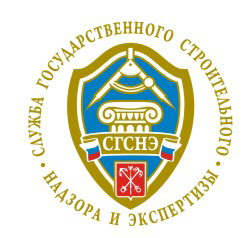 СЛУЖБА ГОСУДАРСТВЕННОГО СТРОИТЕЛЬНОГО
НАДЗОРА И ЭКСПЕРТИЗЫ
СГСНЭ